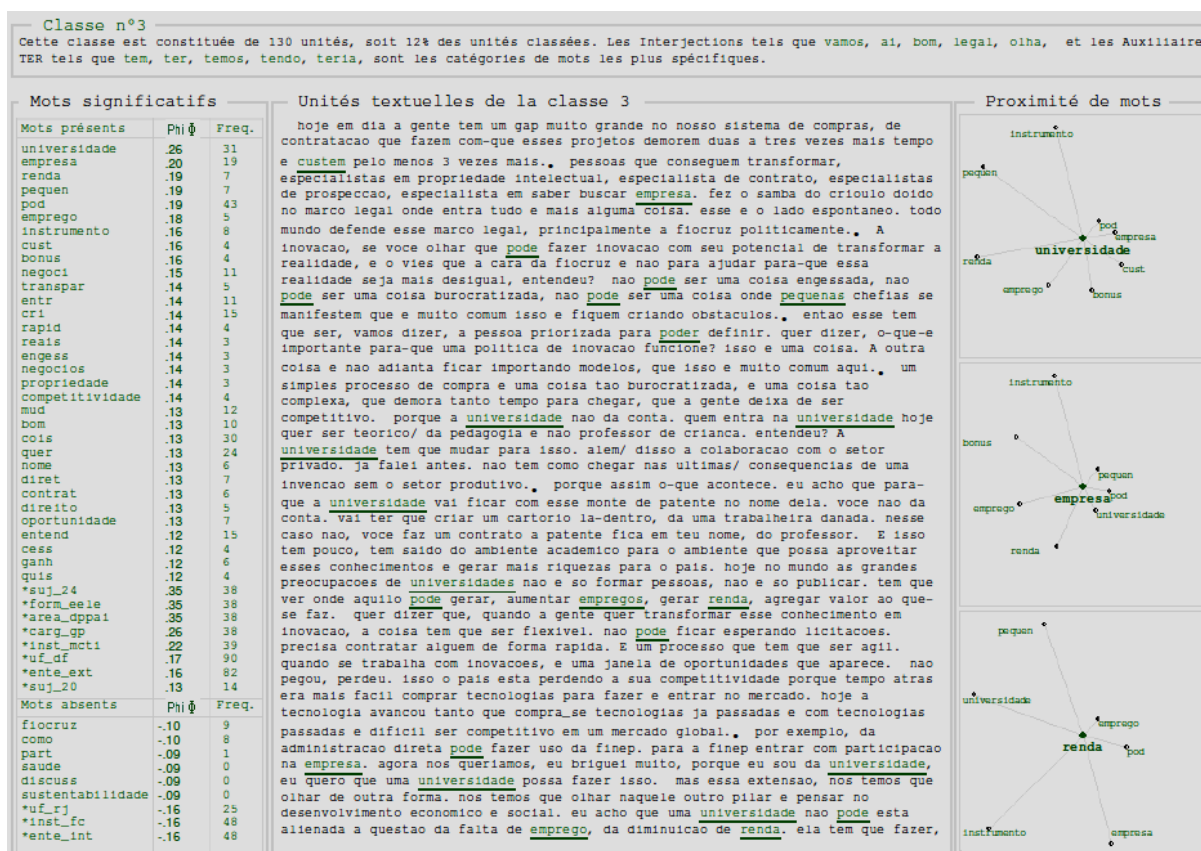 Classe n°3
Cette classe est constituée de 130 unités, soit 12% des unités classées. Les Interjections tels que vamos, ai, bom, legal, olha, et les Auxiliaire
TER tels que tem, ter, temos, tendo, teria, sont les catégories de mots les plus spécifiques.
Mots significatifs
Mots présents Phi Φ Freq.
universidade .26 31
empresa .20 19
renda .19 7
pequen .19 7
pod .19 43
emprego .18 5
instrumento .16 8
cust .16 4
bonus .16 4
negoci .15 11
transpar .14 5
entr .14 11
cri .14 15
rapid .14 4
reais .14 3
engess .14 3
negocios .14 3
propriedade .14 3
competitividade .14 4
mud .13 12
bom .13 10
cois .13 30
quer .13 24
nome .13 6
diret .13 7
contrat .13 6
direito .13 5
oportunidade .13 7
entend .12 15
cess .12 4
ganh .12 6
quis .12 4
*suj_24 .35 38
*form_eele .35 38
*area_dppai .35 38
*carg_gp .26 38
*inst_mcti .22 39
*uf_df .17 90
*ente_ext .16 82
*suj_20 .13 14
Mots absents Phi Φ Freq.
fiocruz -.10 9
como -.10 8
part -.09 1
saude -.09 0
discuss -.09 0
sustentabilidade -.09 0
*uf_rj -.16 25
*inst_fc -.16 48
*ente_int -.16 48
Unités textuelles de la classe 3
hoje em dia a gente tem um gap muito grande no nosso sistema de compras, de
contratacao que fazem com-que esses projetos demorem duas a tres vezes mais tempo
e custem pelo menos 3 vezes mais.. pessoas que conseguem transformar,
especialistas em propriedade intelectual, especialista de contrato, especialistas
de prospeccao, especialista em saber buscar empresa. fez o samba do crioulo doido
no marco legal onde entra tudo e mais alguma coisa. esse e o lado espontaneo. todo
mundo defende esse marco legal, principalmente a fiocruz politicamente.. A
inovacao, se voce olhar que pode fazer inovacao com seu potencial de transformar a
realidade, e o vies que a cara da fiocruz e nao para ajudar para-que essa
realidade seja mais desigual, entendeu? nao pode ser uma coisa engessada, nao
pode ser uma coisa burocratizada, nao pode ser uma coisa onde pequenas chefias se
manifestem que e muito comum isso e fiquem criando obstaculos.. entao esse tem
que ser, vamos dizer, a pessoa priorizada para poder definir. quer dizer, o-que-e
importante para-que uma politica de inovacao funcione? isso e uma coisa. A outra
coisa e nao adianta ficar importando modelos, que isso e muito comum aqui.. um
simples processo de compra e uma coisa tao burocratizada, e uma coisa tao
complexa, que demora tanto tempo para chegar, que a gente deixa de ser
competitivo. porque a universidade nao da conta. quem entra na universidade hoje
quer ser teorico/ da pedagogia e nao professor de crianca. entendeu? A
universidade tem que mudar para isso. alem/ disso a colaboracao com o setor
privado. ja falei antes. nao tem como chegar nas ultimas/ consequencias de uma
invencao sem o setor produtivo.. porque assim o-que acontece. eu acho que para-
que a universidade vai ficar com esse monte de patente no nome dela. voce nao da
conta. vai ter que criar um cartorio la-dentro, da uma trabalheira danada. nesse
caso nao, voce faz um contrato a patente fica em teu nome, do professor. E isso
tem pouco, tem saido do ambiente academico para o ambiente que possa aproveitar
esses conhecimentos e gerar mais riquezas para o pais. hoje no mundo as grandes
preocupacoes de universidades nao e so formar pessoas, nao e so publicar. tem que
ver onde aquilo pode gerar, aumentar empregos, gerar renda, agregar valor ao que-
se faz. quer dizer que, quando a gente quer transformar esse conhecimento em
inovacao, a coisa tem que ser flexivel. nao pode ficar esperando licitacoes.
precisa contratar alguem de forma rapida. E um processo que tem que ser agil.
quando se trabalha com inovacoes, e uma janela de oportunidades que aparece. nao
pegou, perdeu. isso o pais esta perdendo a sua competitividade porque tempo atras
era mais facil comprar tecnologias para fazer e entrar no mercado. hoje a
tecnologia avancou tanto que compra_se tecnologias ja passadas e com tecnologias
passadas e dificil ser competitivo em um mercado global.. por exemplo, da
administracao direta pode fazer uso da finep. para a finep entrar com participacao
na empresa. agora nos queriamos, eu briguei muito, porque eu sou da universidade,
eu quero que uma universidade possa fazer isso. mas essa extensao, nos temos que
olhar de outra forma. nos temos que olhar naquele outro pilar e pensar no
desenvolvimento economico e social. eu acho que uma universidade nao pode esta
alienada a questao da falta de emprego, da diminuicao de renda. ela tem que fazer,
Proximité de mots
instrumento
pequen
pod
empresa
universidade
renda
cust
emprego
bonus
instrumento
bonus
pequen
pod
empresa
emprego
universidade
renda
pequen
universidade
emprego
renda
pod
instrumento
empresa